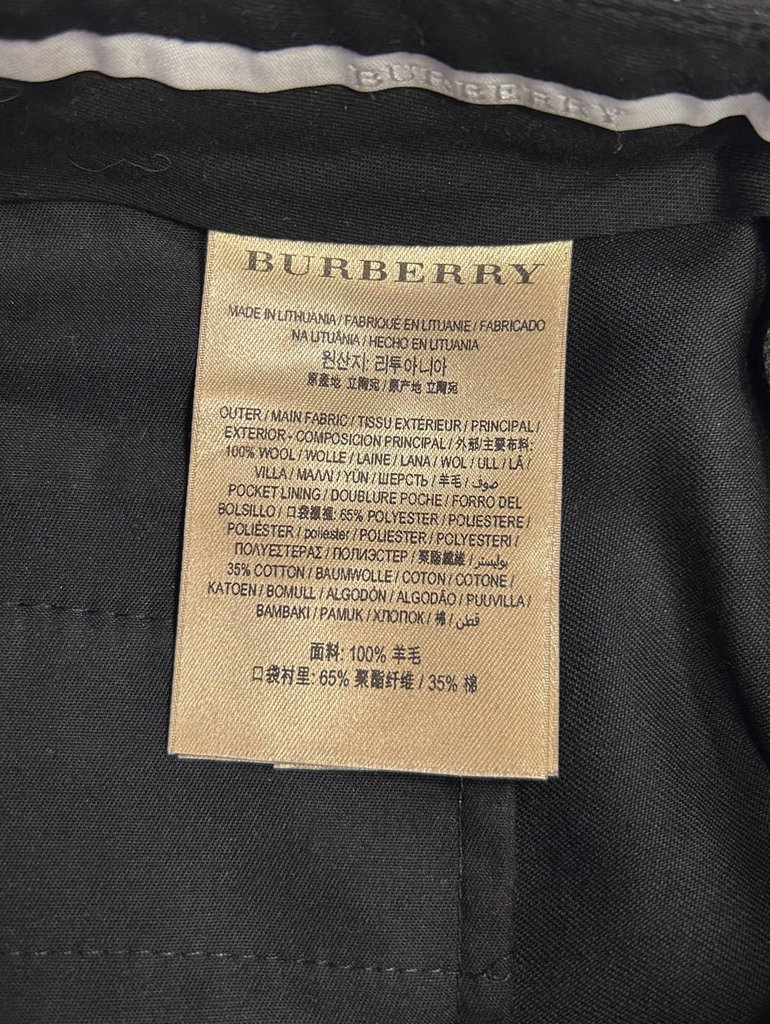 BURBERRY
BURBERRY
MADE IN LITHUANIA / FABRIQUÉ EN LITUANIE / FABRICADO
NA LITUÂNIA / HECHO EN LITUANIA
원산지: 리투아니아
原產地 立陶宛 / 原产地 立陶宛
OUTER / MAIN FABRIC / TISSU EXTÉRIEUR / PRINCIPAL /
EXTERIOR - COMPOSICION PRINCIPAL / 外部/主要布料:
100% WOOL / WOLLE / LAINE / LANA / WOL / ULL / LÃ /
VILLA / ΜΑΛΛΙ / YÜN / ШЕРСТЬ / 羊毛 / صوف /
POCKET LINING / DOUBLURE POCHE / FORRO DEL
BOLSILLO / 口袋襯裡: 65% POLYESTER / POLIESTERE /
POLIÉSTER / poliester / POLIESTER / POLYESTERI /
ΠΟΛΥΕΣΤΕΡΑΣ / ПОЛИЭСТЕР / 聚酯纖維 / بوليستر /
35% COTTON / BAUMWOLLE / COTON / COTONE /
KATOEN / BOMULL / ALGODÓN / ALGODÃO / PUUVILLA /
BAMBAKI / PAMUK / ХЛОПОК / 棉 / قطن /
面料: 100% 羊毛
口袋衬里: 65% 聚酯纤维 / 35% 棉